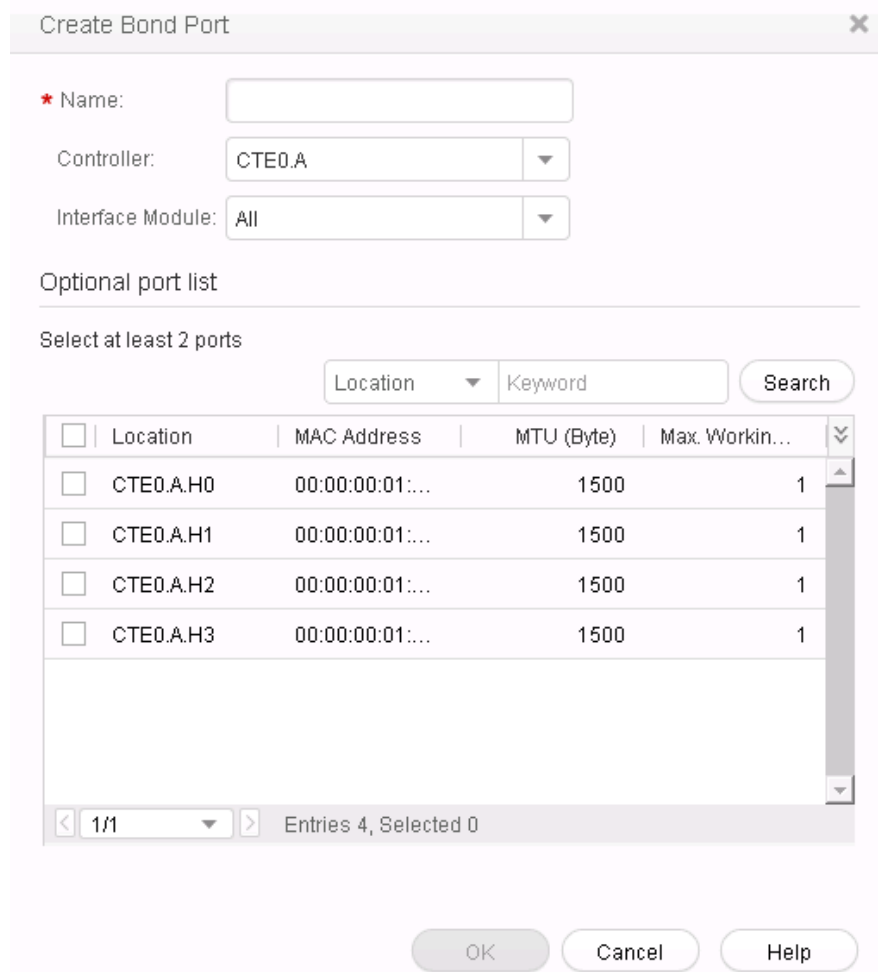 Create Bond Port
* Name:
Controller: CTE0.A
Interface Module: All
Optional port list
Select at least 2 ports
Location Keyword Search
Location MAC Address MTU (Byte) Max. Workin...
CTE0.A.H0 00:00:00:01:... 1500 1
CTE0.A.H1 00:00:00:01:... 1500 1
CTE0.A.H2 00:00:00:01:... 1500 1
CTE0.A.H3 00:00:00:01:... 1500 1
1/1 Entries 4, Selected 0
OK Cancel Help